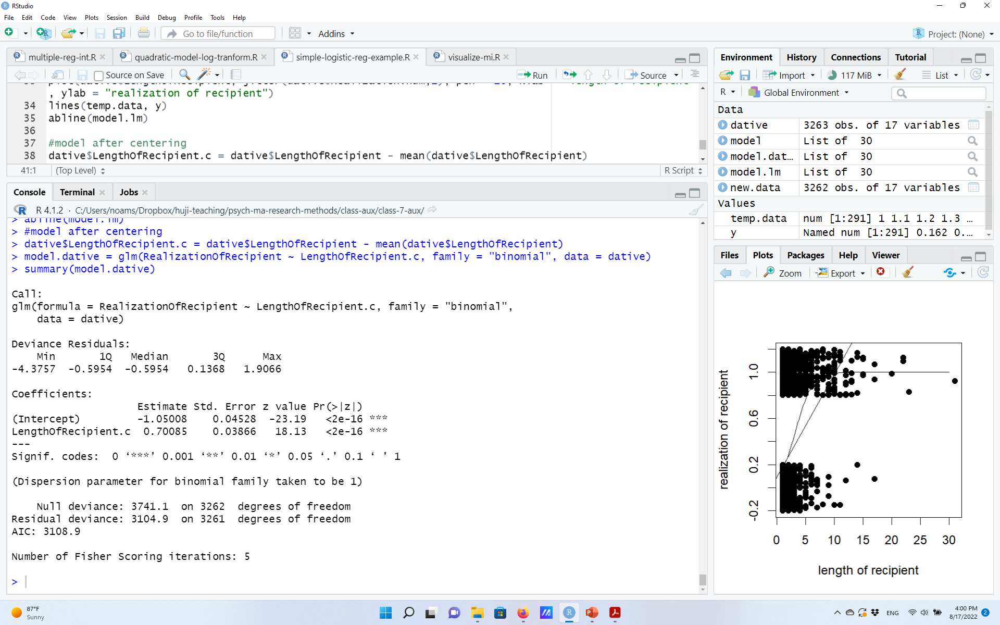 RStudio
File Edit Code View Plots Session Build Debug Profile Tools Help
Go to file/function Addins Project: (None)
multiple-reg-int.R quadratic-model-log-tranform.R simple-logistic-reg-example.R visualize-mi.R
Source on Save Run Source
, ylab = "realization of recipient")
34 lines(temp.data, y)
35 abline(model.lm)
36
37 #model after centering
38 dative$LengthOfRecipient.c = dative$LengthOfRecipient - mean(dative$LengthOfRecipient)
41:1 (Top Level) R Script
Console Terminal Jobs
R 4.1.2 · C:/Users/noams/Dropbox/huji-teaching/psych-ma-research-methods/class-aux/class-7-aux/
> abline(model.lm)
> #model after centering
> dative$LengthOfRecipient.c = dative$LengthOfRecipient - mean(dative$LengthOfRecipient)
> model.dative = glm(RealizationOfRecipient ~ LengthOfRecipient.c, family = "binomial", data = dative)
> summary(model.dative)
Call:
glm(formula = RealizationOfRecipient ~ LengthOfRecipient.c, family = "binomial",
data = dative)
Deviance Residuals:
Min 1Q Median 3Q Max
-4.3757 -0.5954 -0.5954 0.1368 1.9066
Coefficients:
Estimate Std. Error z value Pr(>|z|)
(Intercept) -1.05008 0.04528 -23.19 <2e-16 ***
LengthOfRecipient.c 0.70085 0.03866 18.13 <2e-16 ***
---
Signif. codes: 0 ‘***’ 0.001 ‘**’ 0.01 ‘*’ 0.05 ‘.’ 0.1 ‘ ’ 1
(Dispersion parameter for binomial family taken to be 1)
Null deviance: 3741.1 on 3262 degrees of freedom
Residual deviance: 3104.9 on 3261 degrees of freedom
AIC: 3108.9
Number of Fisher Scoring iterations: 5
>
Environment History Connections Tutorial
Import 117 MiB List
R Global Environment
Data
dative 3263 obs. of 17 variables
model List of 30
model.dat… List of 30
model.lm List of 30
new.data 3262 obs. of 17 variables
Values
temp.data num [1:291] 1 1.1 1.2 1.3 …
y Named num [1:291] 0.162 0.…
Files Plots Packages Help Viewer
Zoom Export
realization of recipient
1.0
0.6
0.2
-0.2
0 5 10 15 20 25 30
length of recipient
87°F
Sunny
ENG
4:00 PM
8/17/2022
2